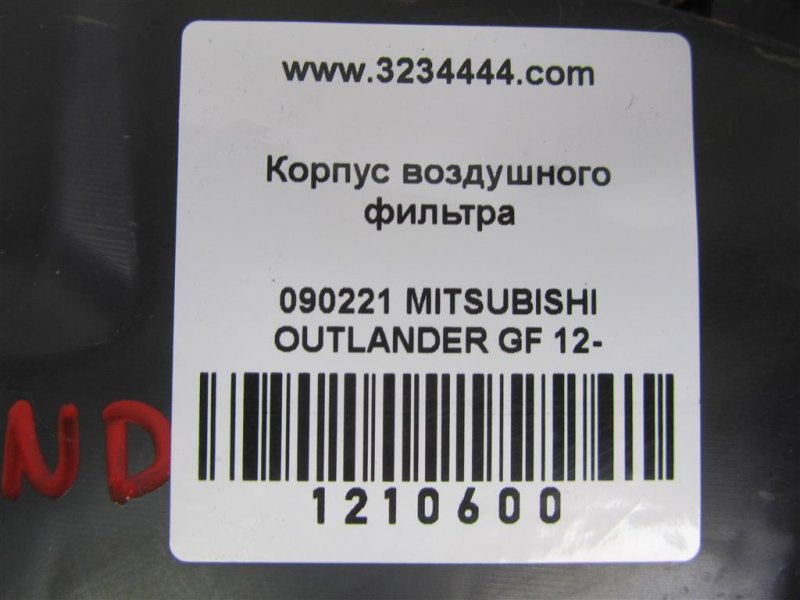 www.3234444.com
Корпус воздушного
фильтра
090221 MITSUBISHI
OUTLANDER GF 12-
1210600
ND